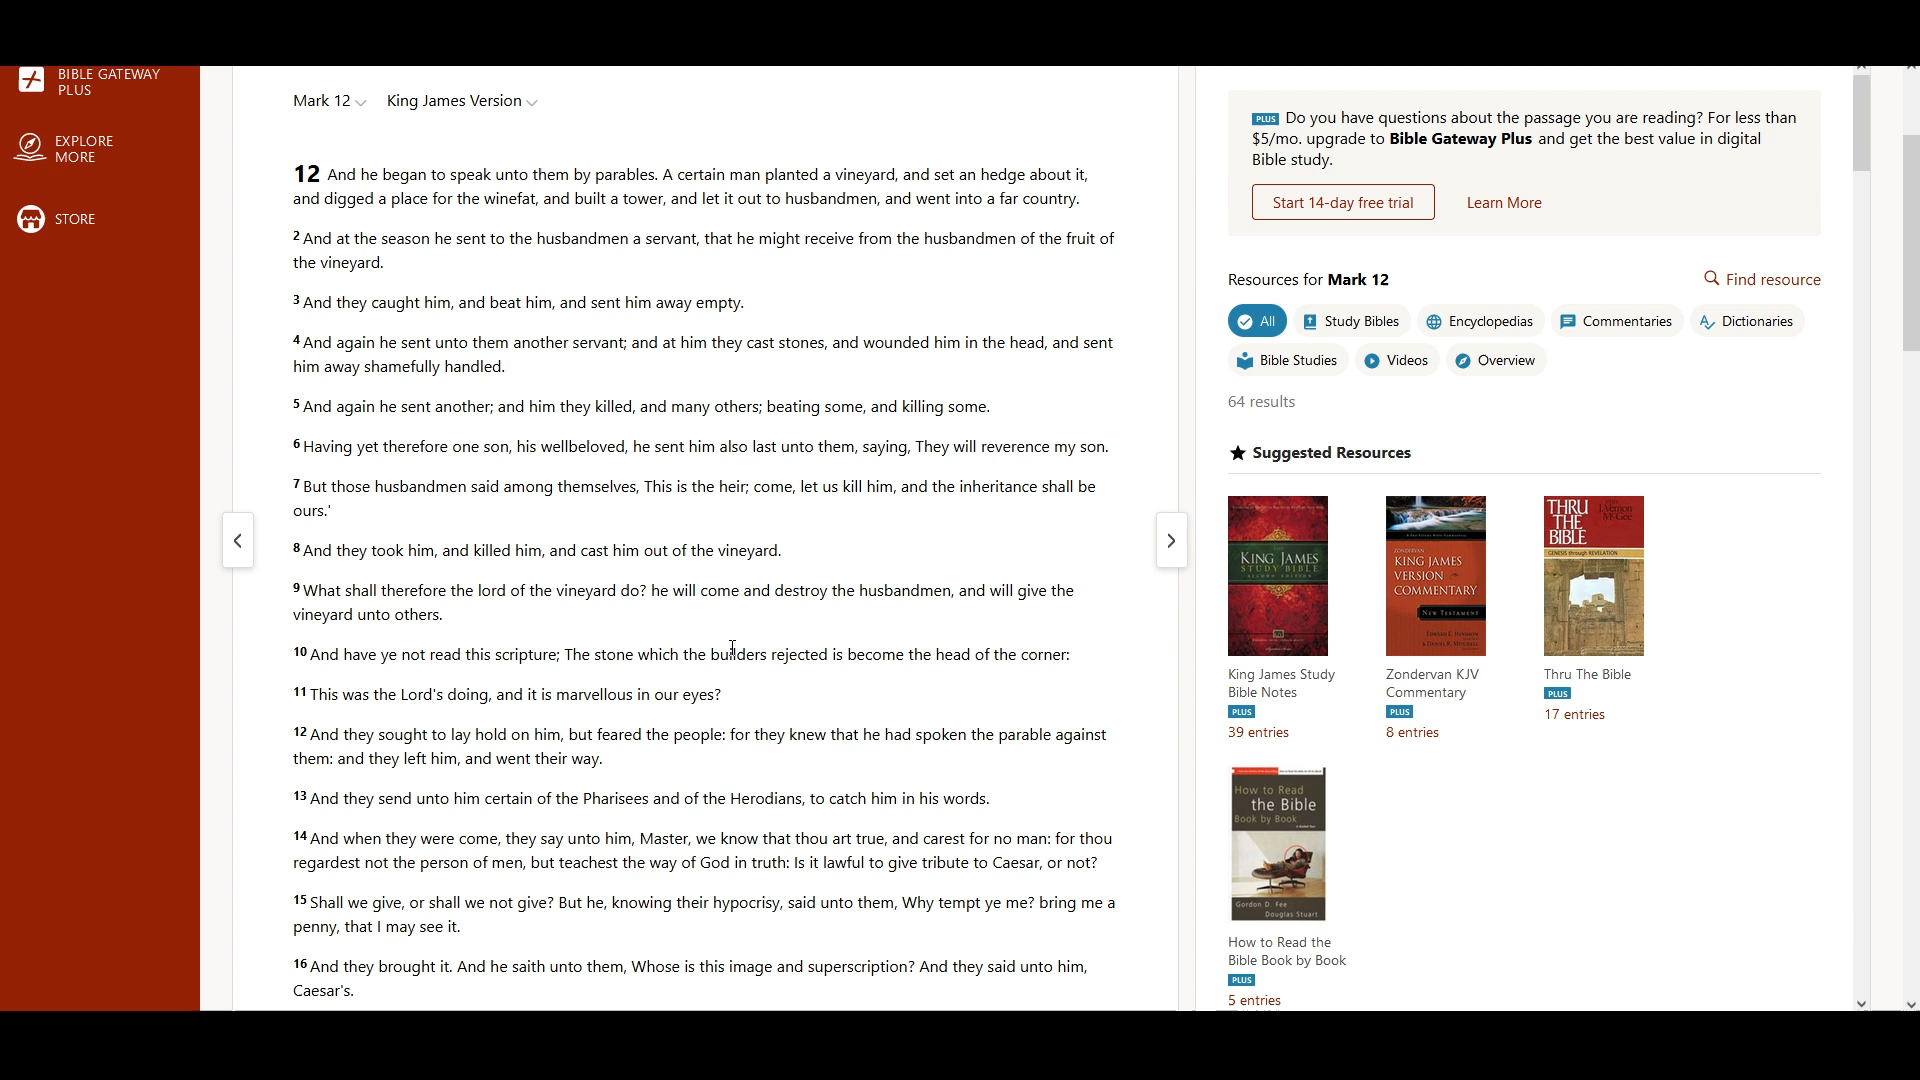 BIBLE GATEWAY
PLUS
EXPLORE
MORE
STORE
Mark 12 King James Version
12 And he began to speak unto them by parables. A certain man planted a vineyard, and set an hedge about it,
and digged a place for the winefat, and built a tower, and let it out to husbandmen, and went into a far country.
2 And at the season he sent to the husbandmen a servant, that he might receive from the husbandmen of the fruit of
the vineyard.
3 And they caught him, and beat him, and sent him away empty.
4 And again he sent unto them another servant; and at him they cast stones, and wounded him in the head, and sent
him away shamefully handled.
5 And again he sent another; and him they killed, and many others; beating some, and killing some.
6 Having yet therefore one son, his wellbeloved, he sent him also last unto them, saying, They will reverence my son.
7 But those husbandmen said among themselves, This is the heir; come, let us kill him, and the inheritance shall be
ours.'
8 And they took him, and killed him, and cast him out of the vineyard.
9 What shall therefore the lord of the vineyard do? he will come and destroy the husbandmen, and will give the
vineyard unto others.
10 And have ye not read this scripture; The stone which the builders rejected is become the head of the corner:
11 This was the Lord's doing, and it is marvellous in our eyes?
12 And they sought to lay hold on him, but feared the people: for they knew that he had spoken the parable against
them: and they left him, and went their way.
13 And they send unto him certain of the Pharisees and of the Herodians, to catch him in his words.
14 And when they were come, they say unto him, Master, we know that thou art true, and carest for no man: for thou
regardest not the person of men, but teachest the way of God in truth: Is it lawful to give tribute to Caesar, or not?
15 Shall we give, or shall we not give? But he, knowing their hypocrisy, said unto them, Why tempt ye me? bring me a
penny, that I may see it.
16 And they brought it. And he saith unto them, Whose is this image and superscription? And they said unto him,
Caesar's.
PLUS Do you have questions about the passage you are reading? For less than
$5/mo. upgrade to Bible Gateway Plus and get the best value in digital
Bible study.
Start 14-day free trial Learn More
Resources for Mark 12 Find resource
All Study Bibles Encyclopedias Commentaries Dictionaries
Bible Studies Videos Overview
64 results
Suggested Resources
KING JAMES
STUDY BIBLE
SECOND EDITION
King James Study
Bible Notes
PLUS
39 entries
ZONDERVAN
KING JAMES
VERSION
COMMENTARY
NEW TESTAMENT
Zondervan KJV
Commentary
PLUS
8 entries
THRU
THE
BIBLE
J. Vernon
McGee
GENESIS through REVELATION
Thru The Bible
PLUS
17 entries
How to Read
the Bible
Book by Book
Gordon D. Fee
Douglas Stuart
How to Read the
Bible Book by Book
PLUS
5 entries